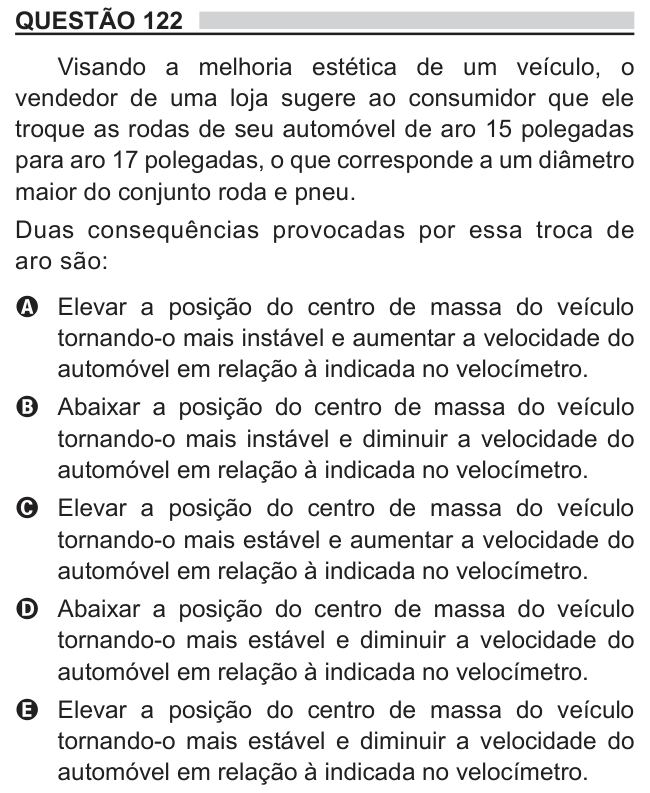 QUESTÃO 122
Visando a melhoria estética de um veículo, o
vendedor de uma loja sugere ao consumidor que ele
troque as rodas de seu automóvel de aro 15 polegadas
para aro 17 polegadas, o que corresponde a um diâmetro
maior do conjunto roda e pneu.
Duas consequências provocadas por essa troca de
aro são:
A Elevar a posição do centro de massa do veículo
tornando-o mais instável e aumentar a velocidade do
automóvel em relação à indicada no velocímetro.
B Abaixar a posição do centro de massa do veículo
tornando-o mais instável e diminuir a velocidade do
automóvel em relação à indicada no velocímetro.
C Elevar a posição do centro de massa do veículo
tornando-o mais estável e aumentar a velocidade do
automóvel em relação à indicada no velocímetro.
D Abaixar a posição do centro de massa do veículo
tornando-o mais estável e diminuir a velocidade do
automóvel em relação à indicada no velocímetro.
E Elevar a posição do centro de massa do veículo
tornando-o mais estável e diminuir a velocidade do
automóvel em relação à indicada no velocímetro.